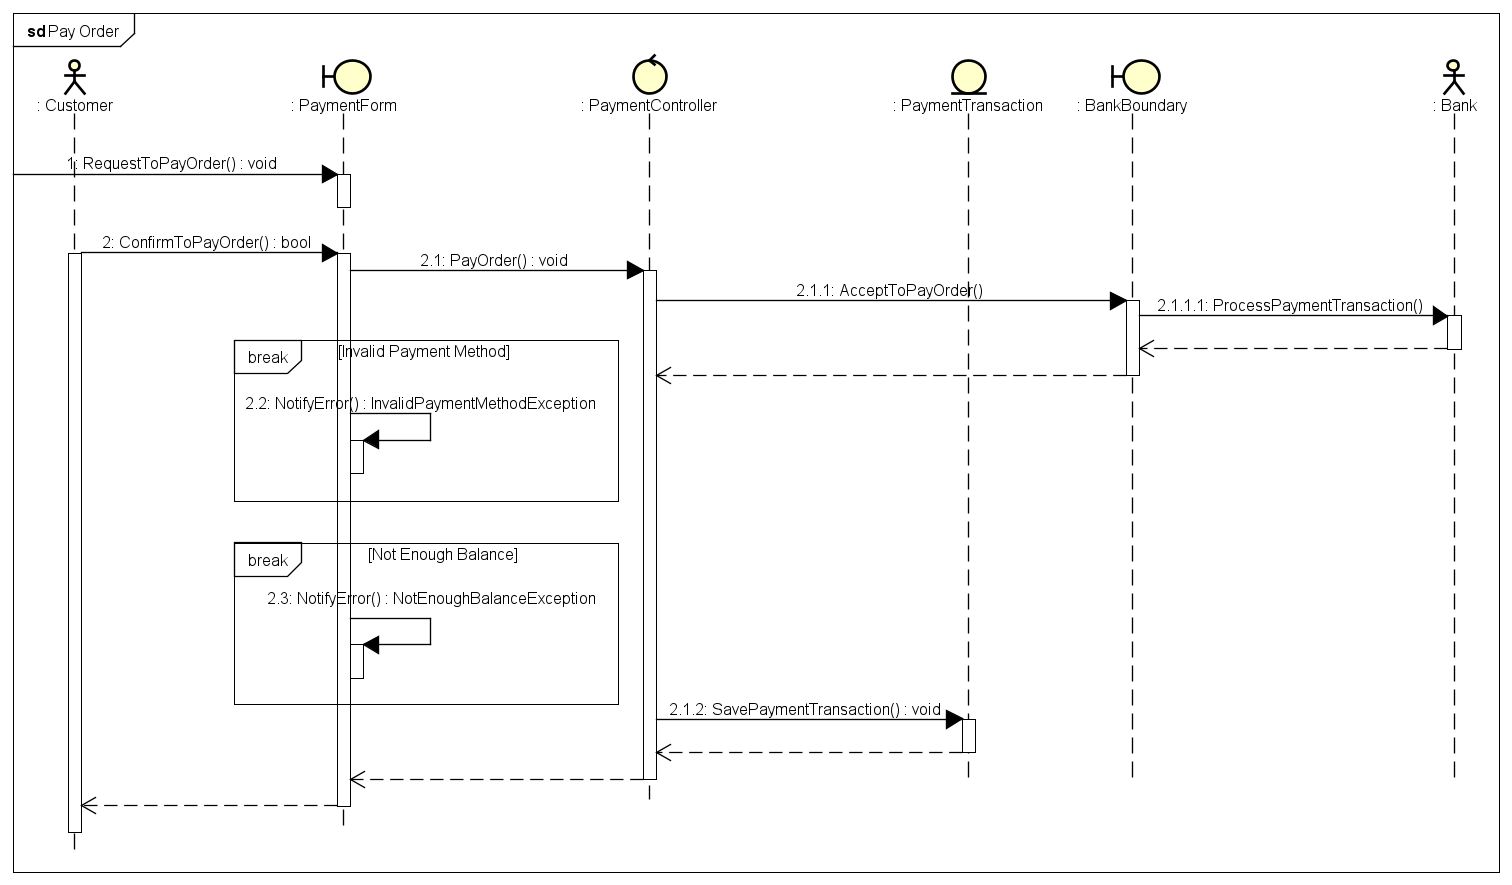 sd Pay Order
: Customer
: PaymentForm
: PaymentController
: PaymentTransaction
: BankBoundary
: Bank
1: RequestToPayOrder() : void
2: ConfirmToPayOrder() : bool
2.1: PayOrder() : void
2.1.1: AcceptToPayOrder()
2.1.1.1: ProcessPaymentTransaction()
break
[Invalid Payment Method]
2.2: NotifyError() : InvalidPaymentMethodException
break
[Not Enough Balance]
2.3: NotifyError() : NotEnoughBalanceException
2.1.2: SavePaymentTransaction() : void